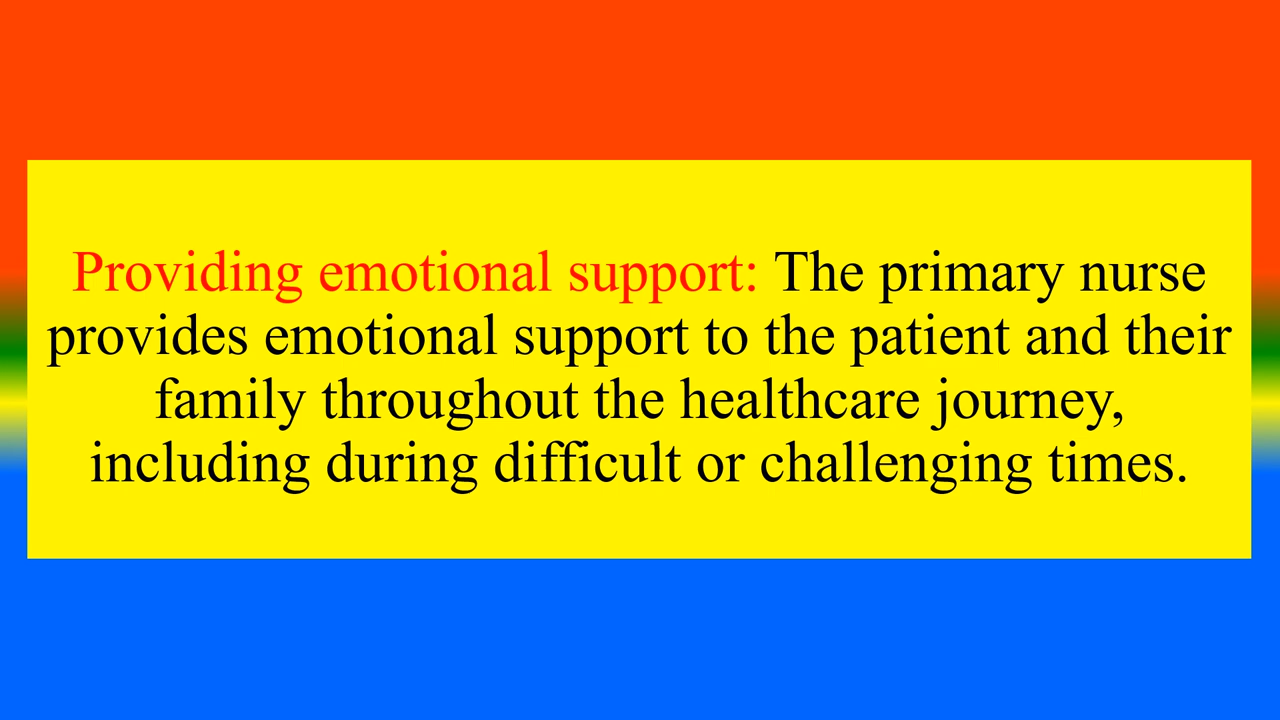 Providing emotional support: The primary nurse
provides emotional support to the patient and their
family throughout the healthcare journey,
including during difficult or challenging times.